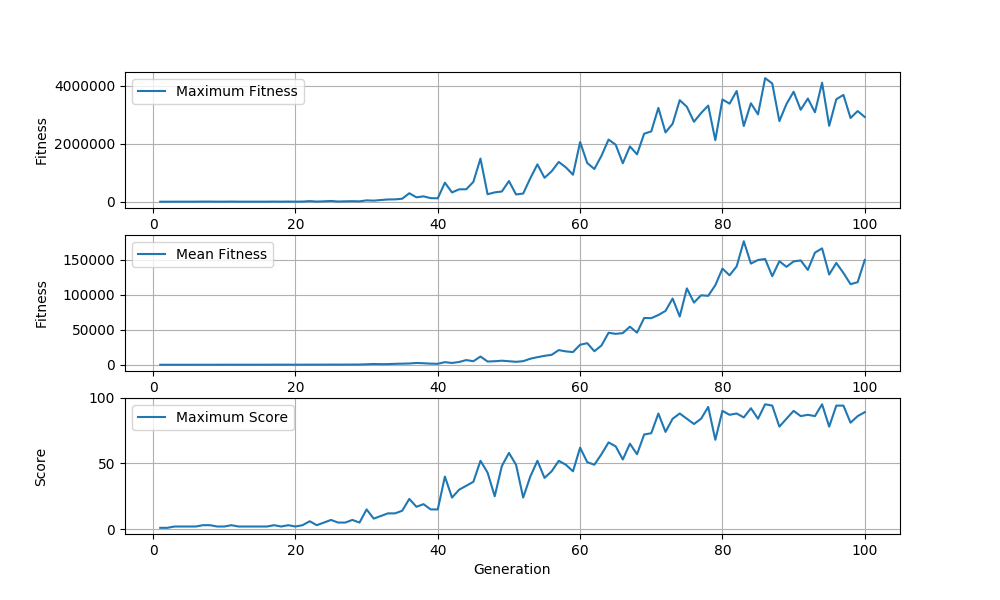 Maximum Fitness
4000000
2000000
0
Fitness
0 20 40 60 80 100
Mean Fitness
150000
100000
50000
0
Fitness
0 20 40 60 80 100
Maximum Score
100
50
0
Score
0 20 40 60 80 100
Generation